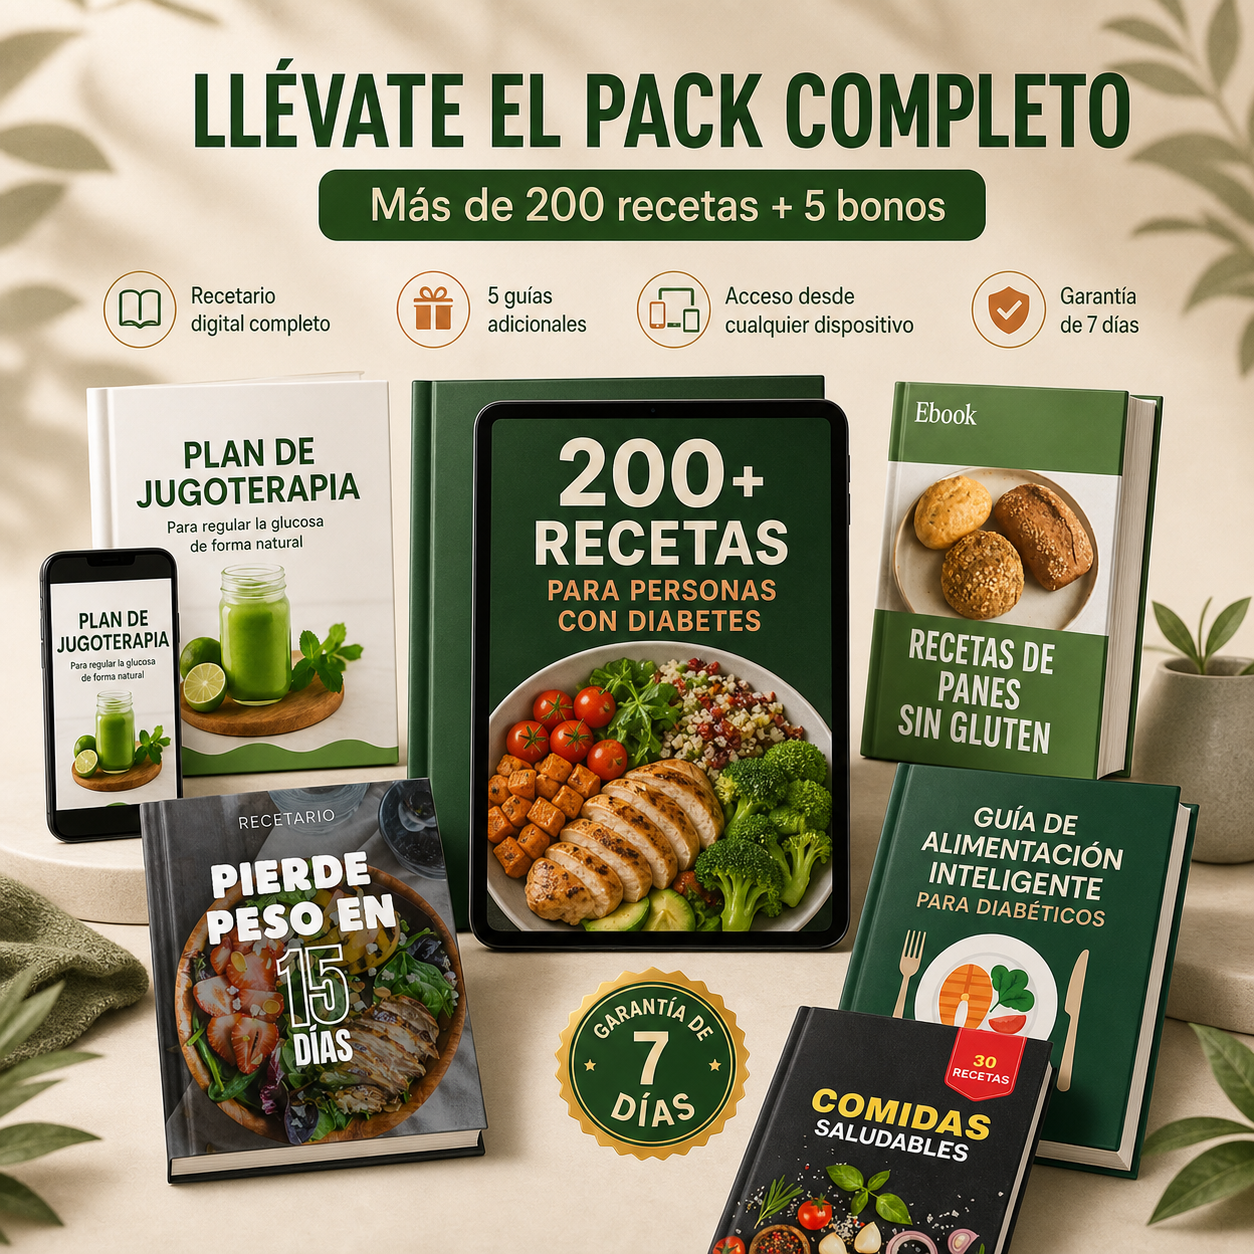 LLÉVATE EL PACK COMPLETO
Más de 200 recetas + 5 bonos
Recetario
digital completo
5 guías
adicionales
Acceso desde
cualquier dispositivo
Garantía
de 7 días
PLAN DE
JUGOTERAPIA
Para regular la glucosa
de forma natural
PLAN DE
JUGOTERAPIA
Para regular la glucosa
de forma natural
200+
RECETAS
PARA PERSONAS
CON DIABETES
Ebook
RECETAS DE
PANES
SIN GLUTEN
RECETARIO
PIERDE
PESO EN
15
DÍAS
GARANTÍA DE
7
DÍAS
GUÍA DE
ALIMENTACIÓN
INTELIGENTE
PARA DIABÉTICOS
30
RECETAS
COMIDAS
SALUDABLES